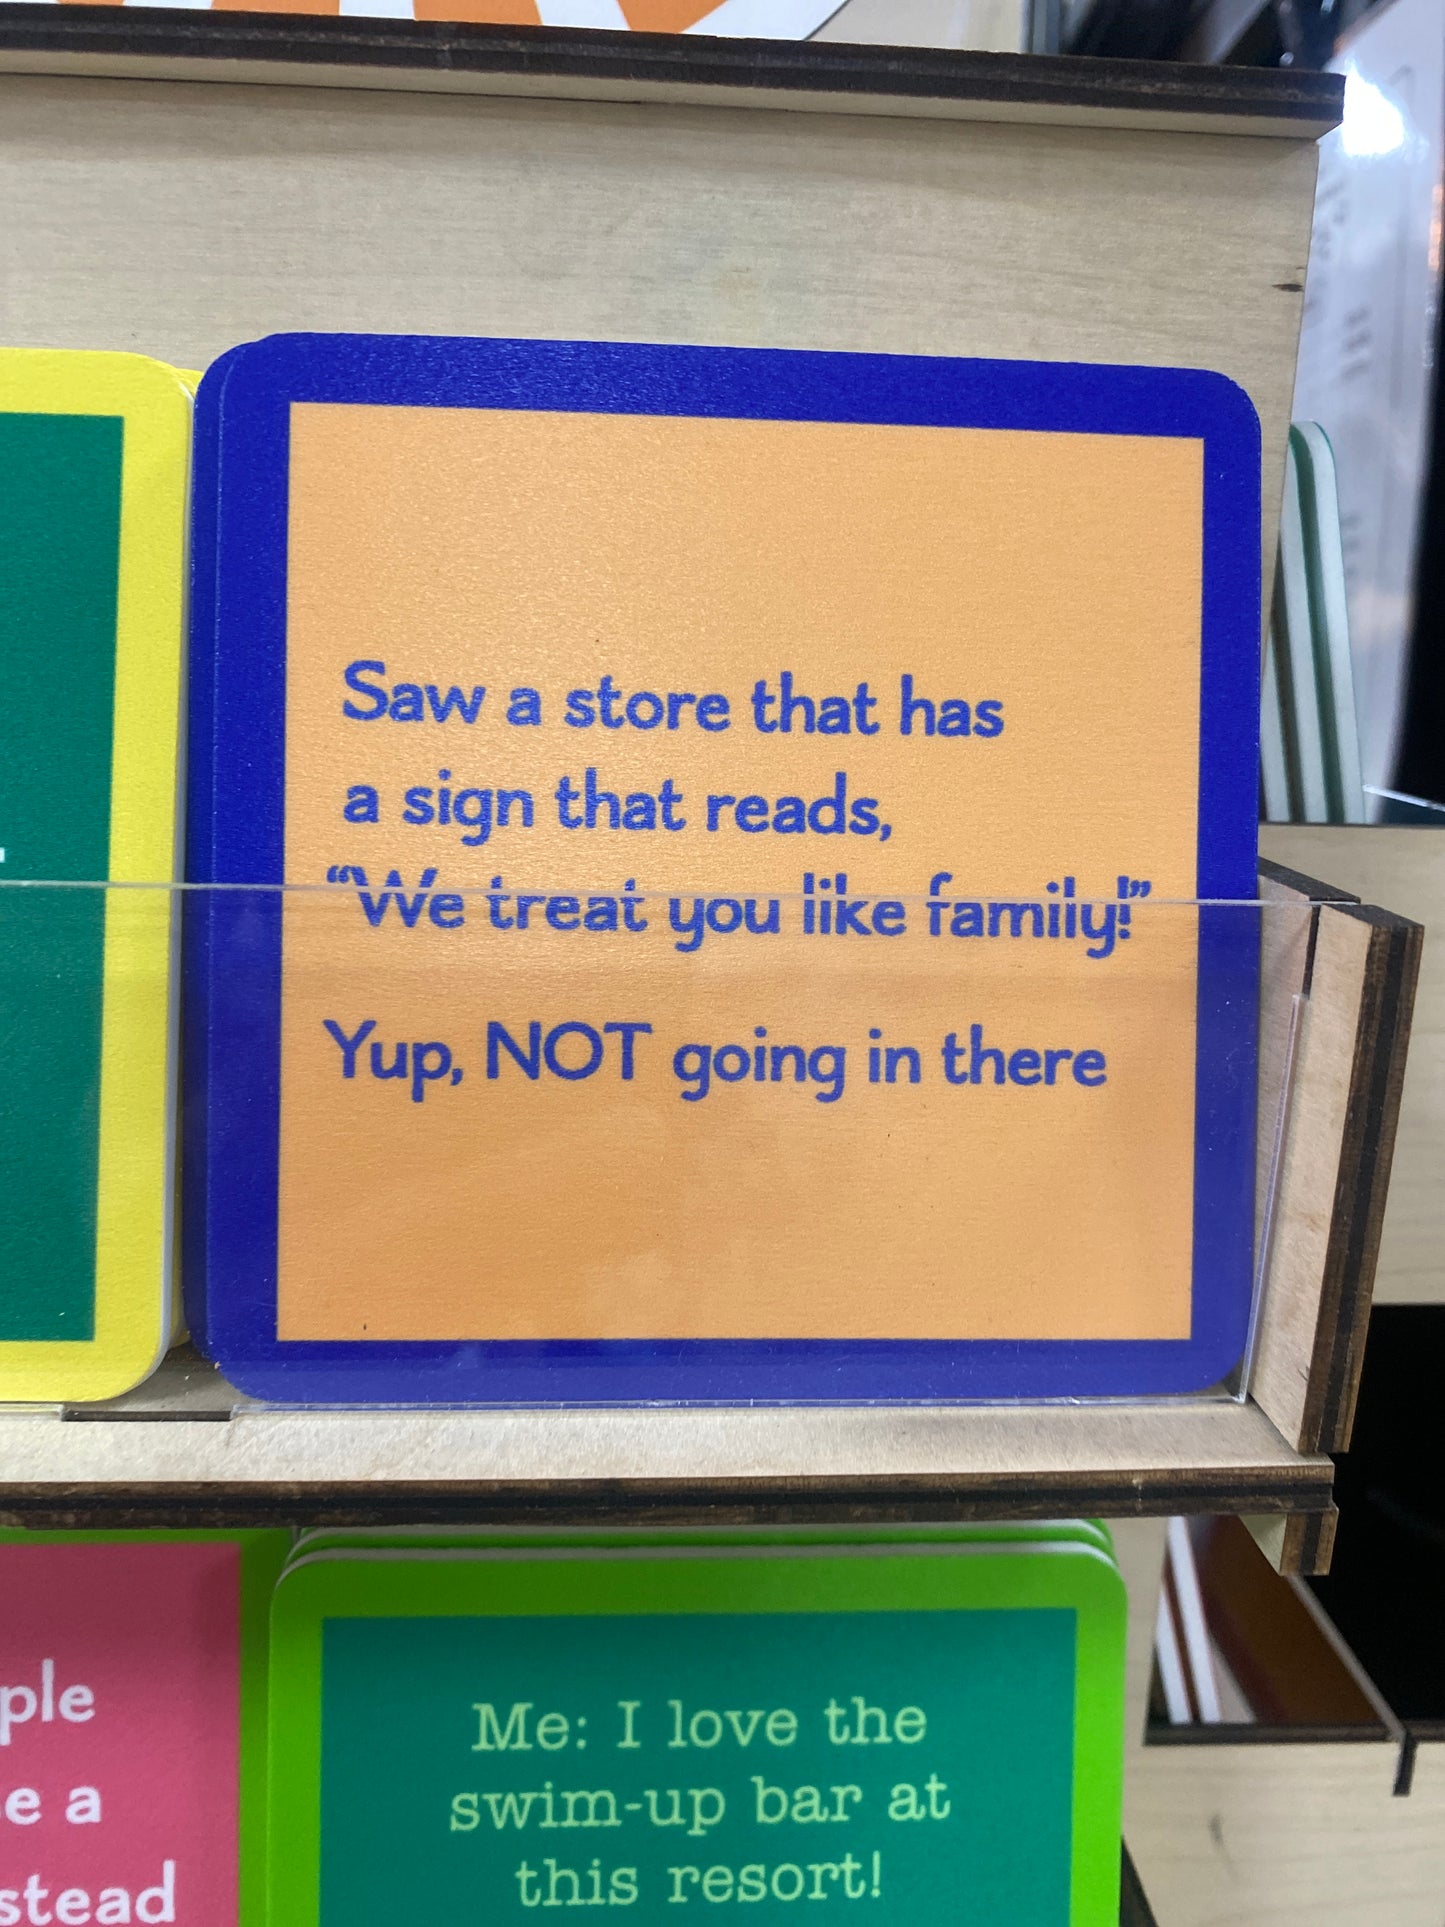 Saw a store that has
a sign that reads,
“We treat you like family!”
Yup, NOT going in there
Me: I love the
swim-up bar at
this resort!
ple
e a
stead